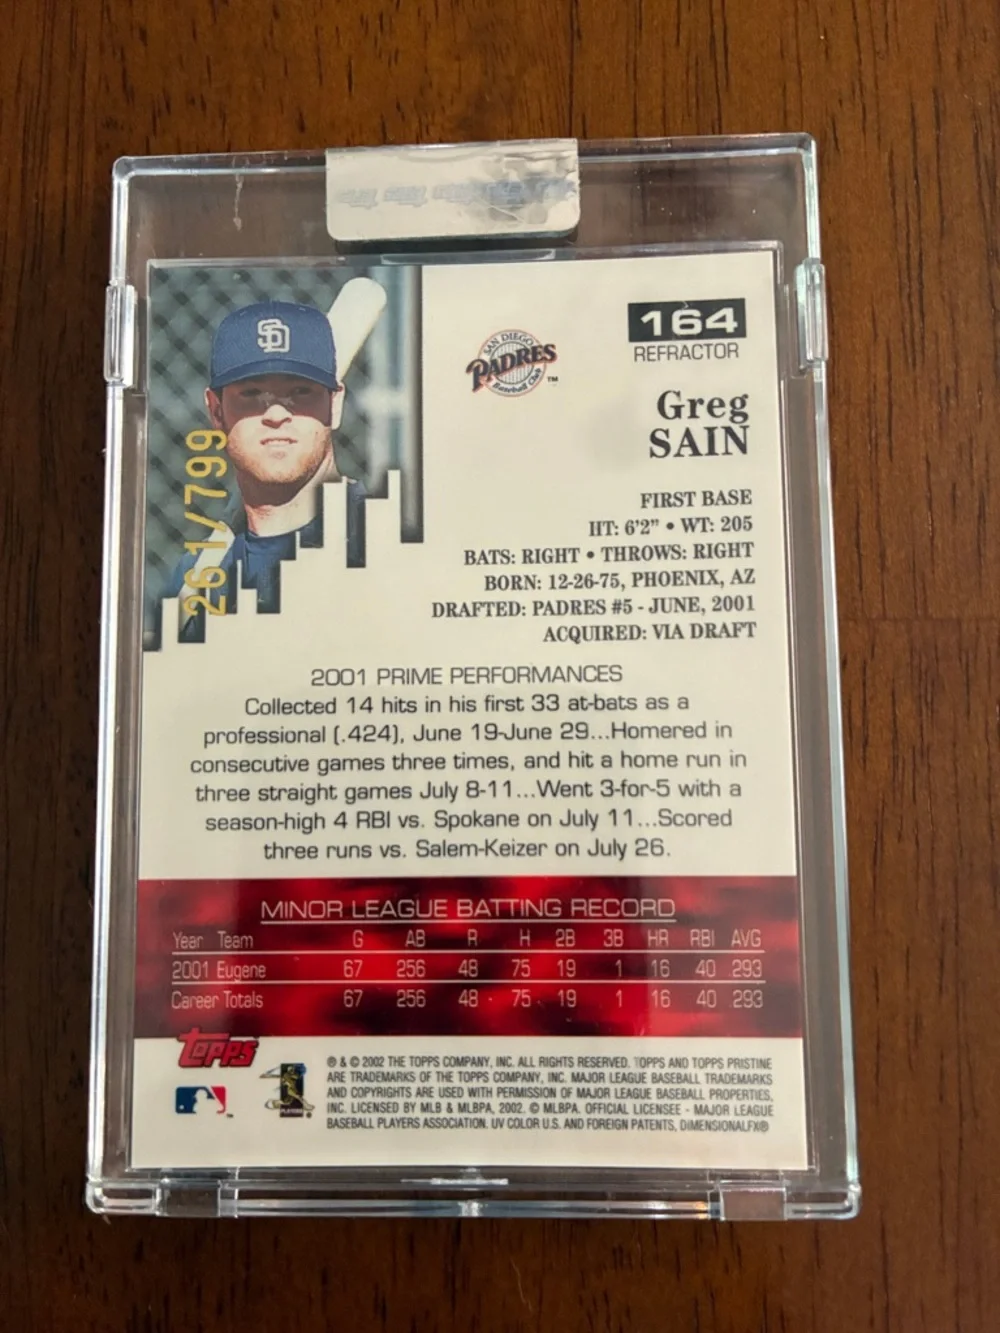 SD
261/799
SAN DIEGO
PADRES
Baseball Club
TM
164
REFRACTOR
Greg
SAIN
FIRST BASE
HT: 6'2" • WT: 205
BATS: RIGHT • THROWS: RIGHT
BORN: 12-26-75, PHOENIX, AZ
DRAFTED: PADRES #5 - JUNE, 2001
ACQUIRED: VIA DRAFT
2001 PRIME PERFORMANCES
Collected 14 hits in his first 33 at-bats as a
professional (.424), June 19-June 29...Homered in
consecutive games three times, and hit a home run in
three straight games July 8-11...Went 3-for-5 with a
season-high 4 RBI vs. Spokane on July 11...Scored
three runs vs. Salem-Keizer on July 26.
MINOR LEAGUE BATTING RECORD
Year Team G AB R H 2B 3B HR RBI AVG
2001 Eugene 67 256 48 75 19 1 16 40 .293
Career Totals 67 256 48 75 19 1 16 40 .293
TOPPS
® & © 2002 THE TOPPS COMPANY, INC. ALL RIGHTS RESERVED. TOPPS AND TOPPS PRISTINE
ARE TRADEMARKS OF THE TOPPS COMPANY, INC. MAJOR LEAGUE BASEBALL TRADEMARKS
AND COPYRIGHTS ARE USED WITH PERMISSION OF MAJOR LEAGUE BASEBALL PROPERTIES,
INC. LICENSED BY MLB & MLBPA, 2002. © MLBPA. OFFICIAL LICENSEE - MAJOR LEAGUE
BASEBALL PLAYERS ASSOCIATION. UV COLOR U.S. AND FOREIGN PATENTS, DIMENSIONALFX®